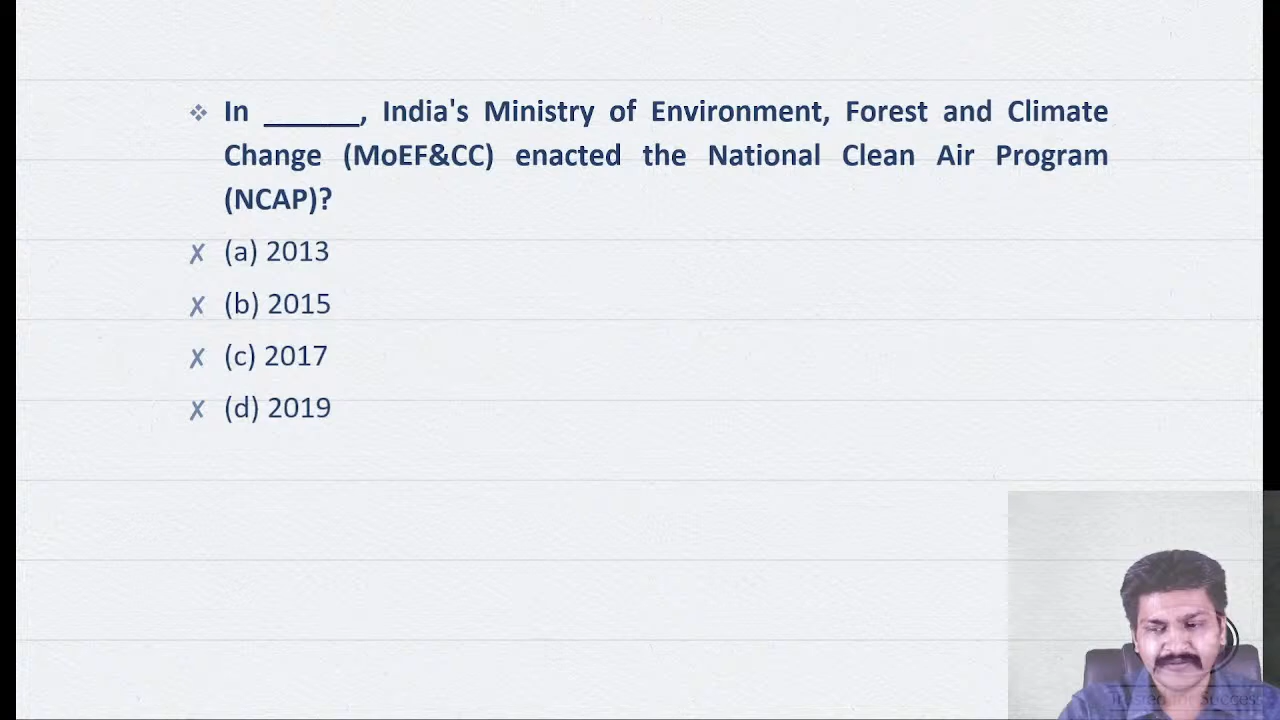 In ______, India's Ministry of Environment, Forest and Climate
Change (MoEF&CC) enacted the National Clean Air Program
(NCAP)?
(a) 2013
(b) 2015
(c) 2017
(d) 2019